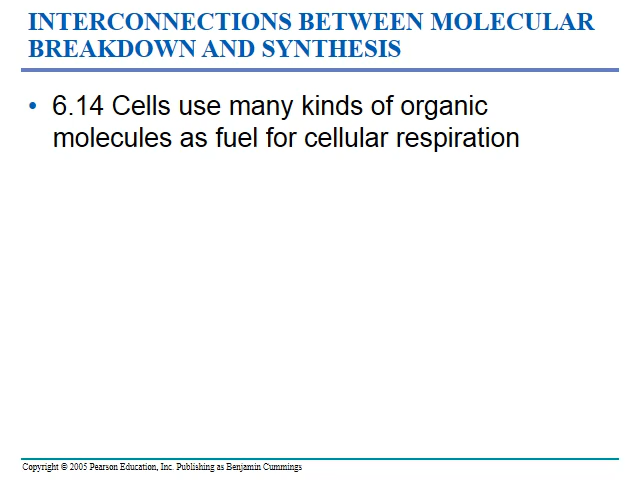 INTERCONNECTIONS BETWEEN MOLECULAR
BREAKDOWN AND SYNTHESIS
• 6.14 Cells use many kinds of organic
molecules as fuel for cellular respiration
Copyright © 2005 Pearson Education, Inc. Publishing as Benjamin Cummings